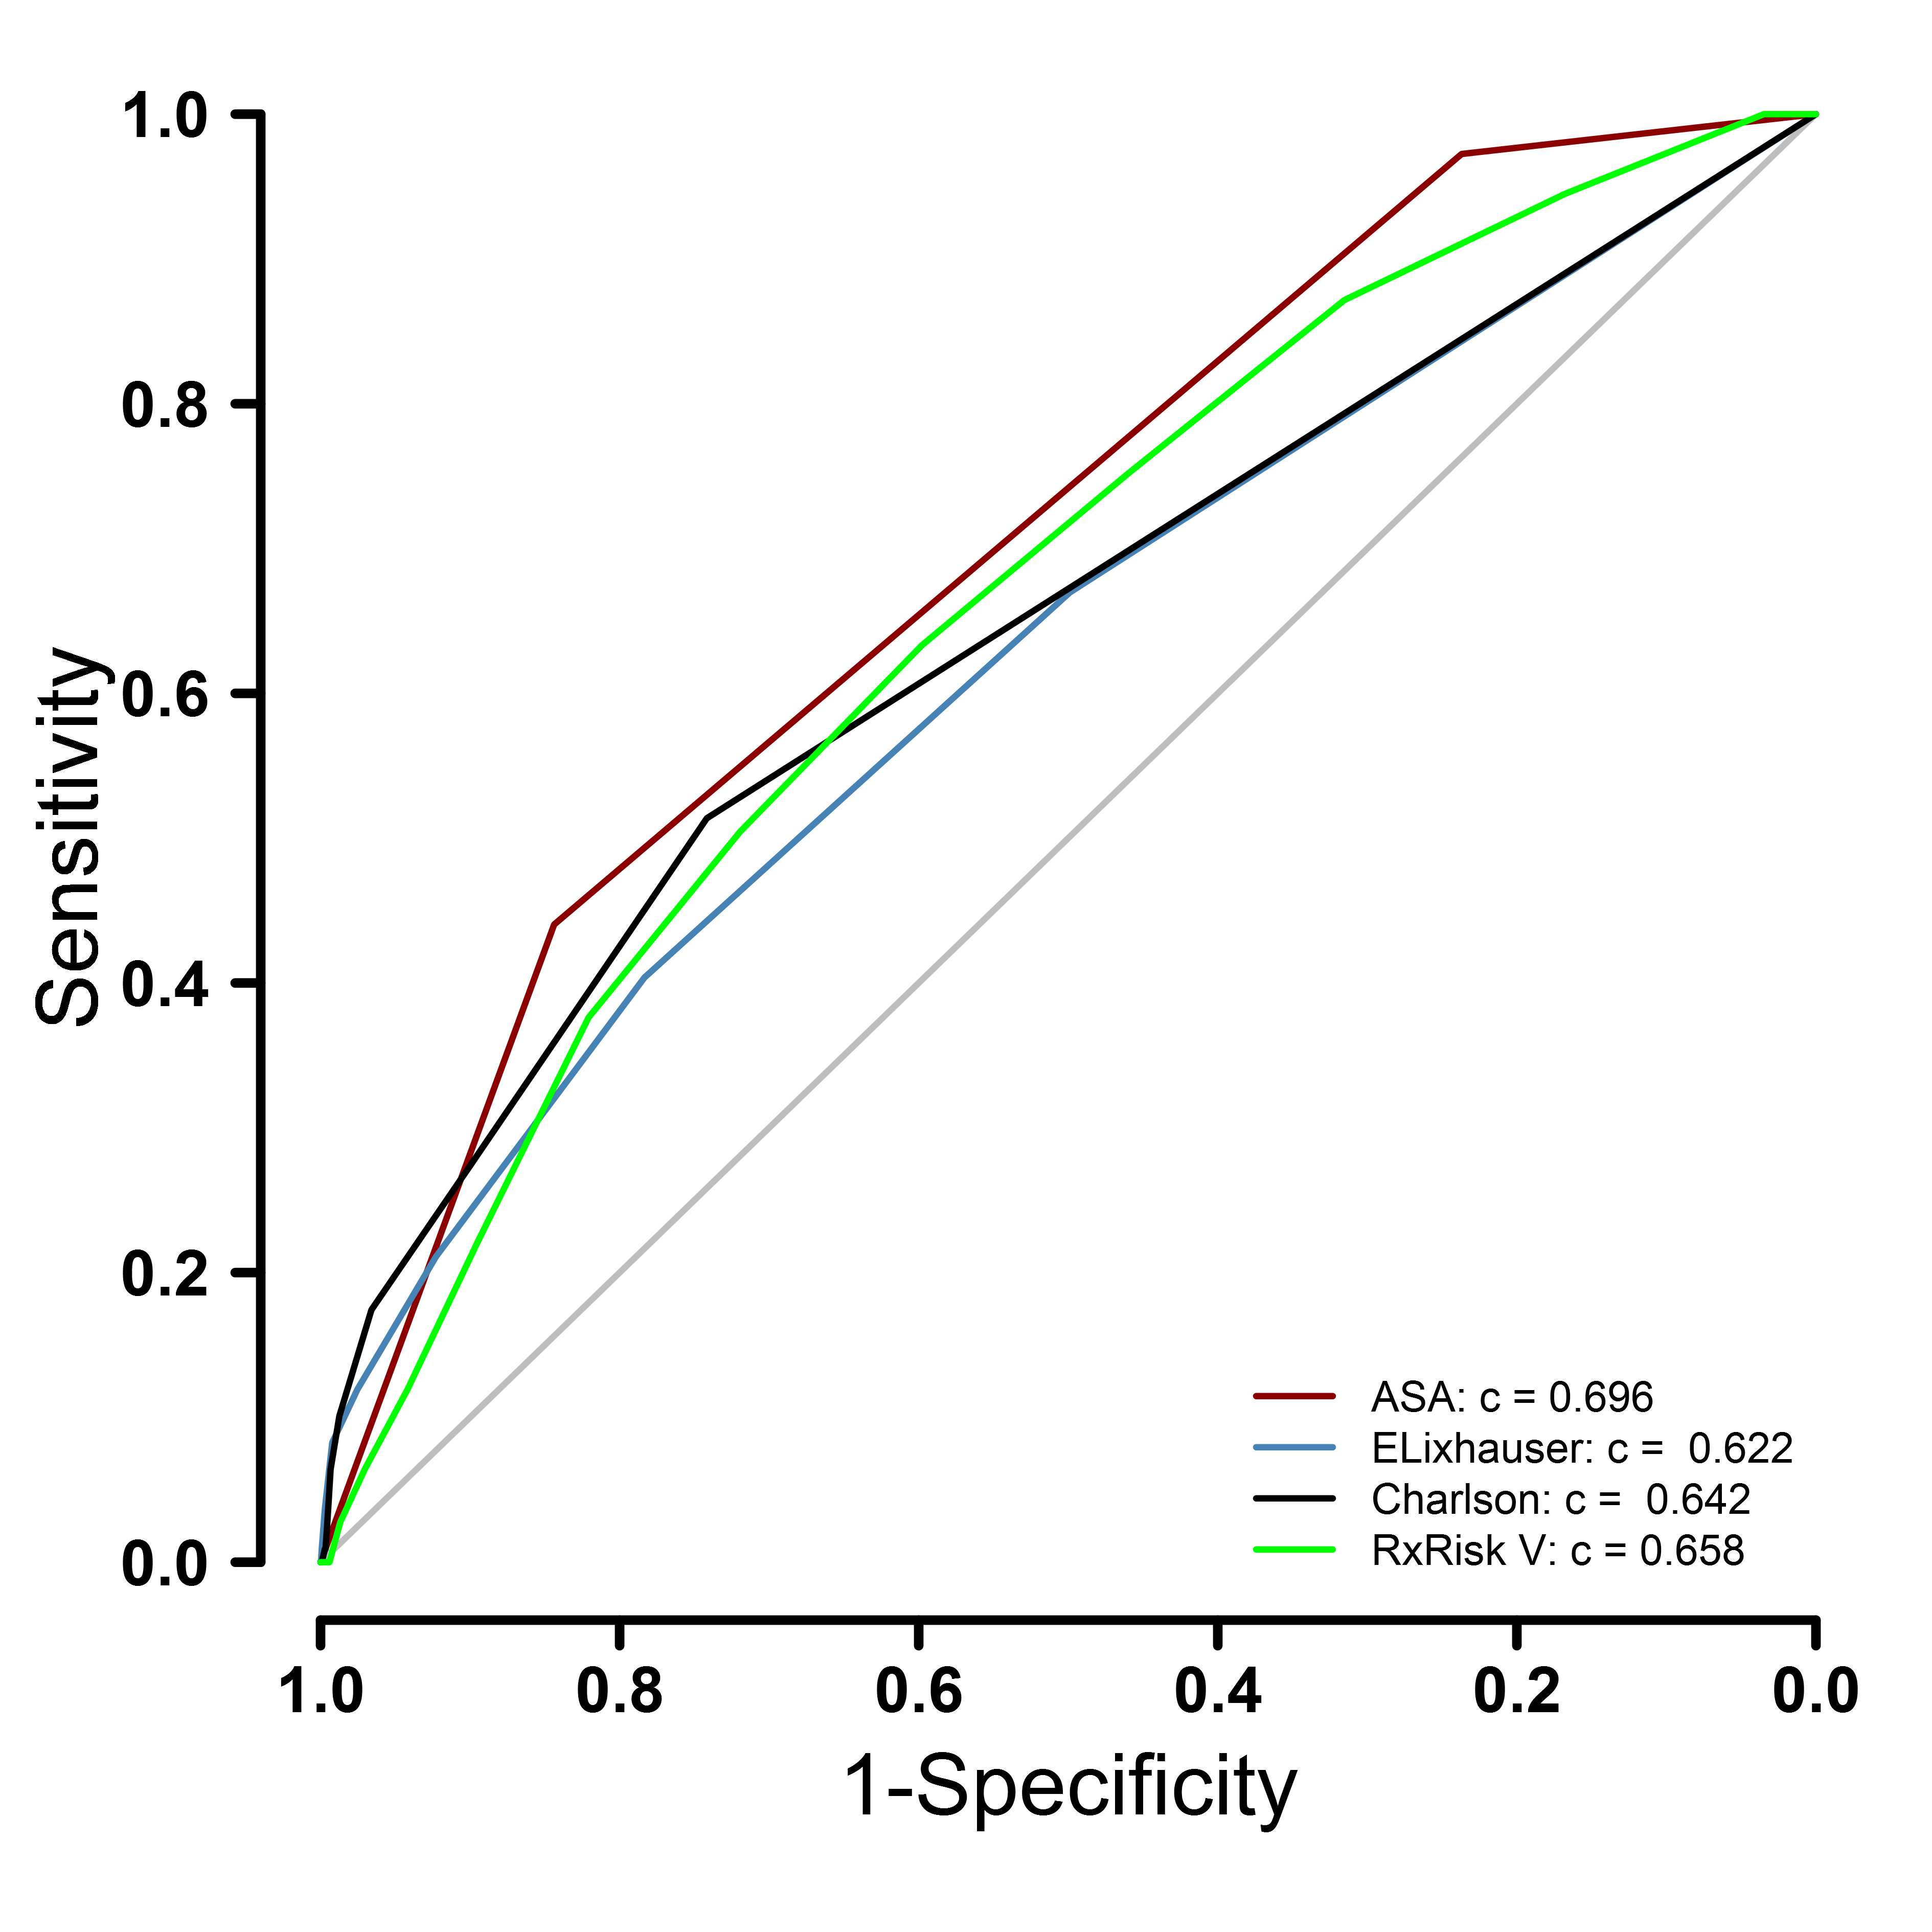 1.0
0.8
0.6
0.4
0.2
0.0
Sensitivity
ASA: c = 0.696
ELixhauser: c =  0.622
Charlson: c =  0.642
RxRisk V: c = 0.658
1.0 0.8 0.6 0.4 0.2 0.0
1-Specificity